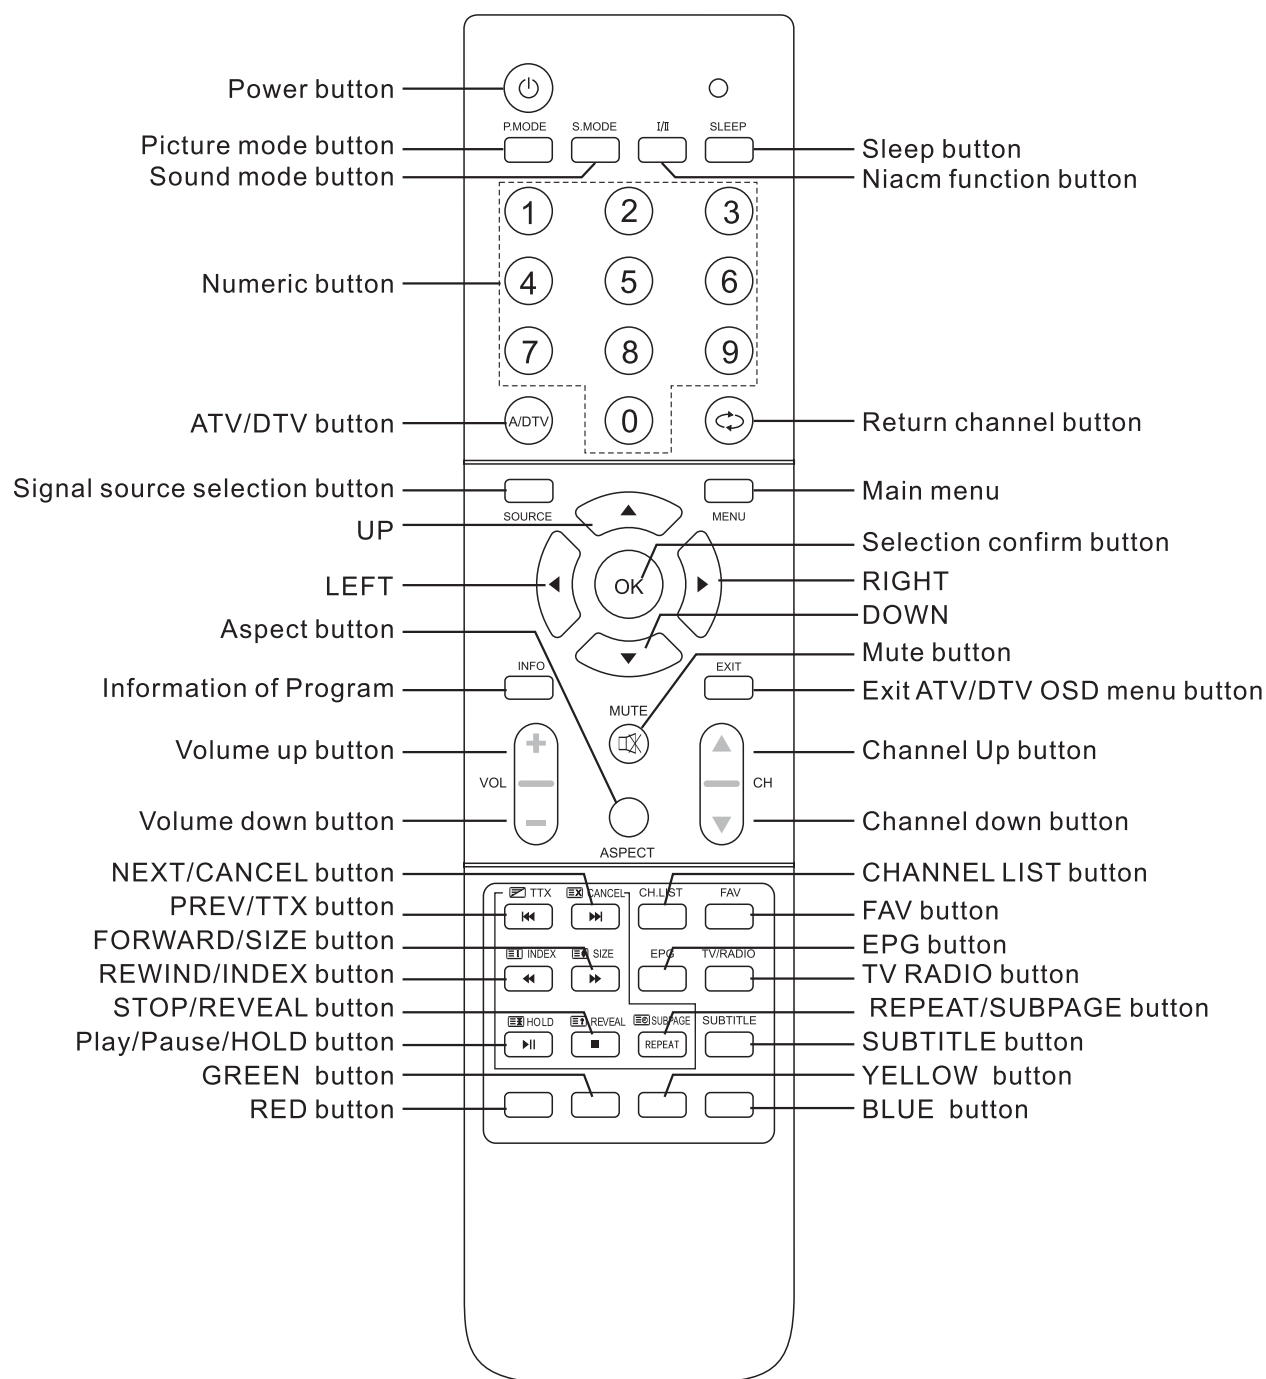 Power button
P.MODE S.MODE I/II SLEEP
Picture mode button
Sleep button
Sound mode button
Niacm function button
1 2 3
Numeric button
4 5 6
7 8 9
ATV/DTV button
A/DTV 0
Return channel button
Signal source selection button
Main menu
SOURCE MENU
UP
Selection confirm button
LEFT
OK
RIGHT
DOWN
Aspect button
Mute button
INFO EXIT
Information of Program
Exit ATV/DTV OSD menu button
MUTE
Volume up button
Channel Up button
VOL CH
Volume down button
Channel down button
ASPECT
NEXT/CANCEL button
CHANNEL LIST button
TTX CANCEL CH.LIST FAV
PREV/TTX button
FAV button
FORWARD/SIZE button
EPG button
INDEX SIZE EPG TV/RADIO
REWIND/INDEX button
TV RADIO button
STOP/REVEAL button
REPEAT/SUBPAGE button
HOLD REVEAL SUBPAGE SUBTITLE
Play/Pause/HOLD button
REPEAT
SUBTITLE button
GREEN button
YELLOW button
RED button
BLUE button